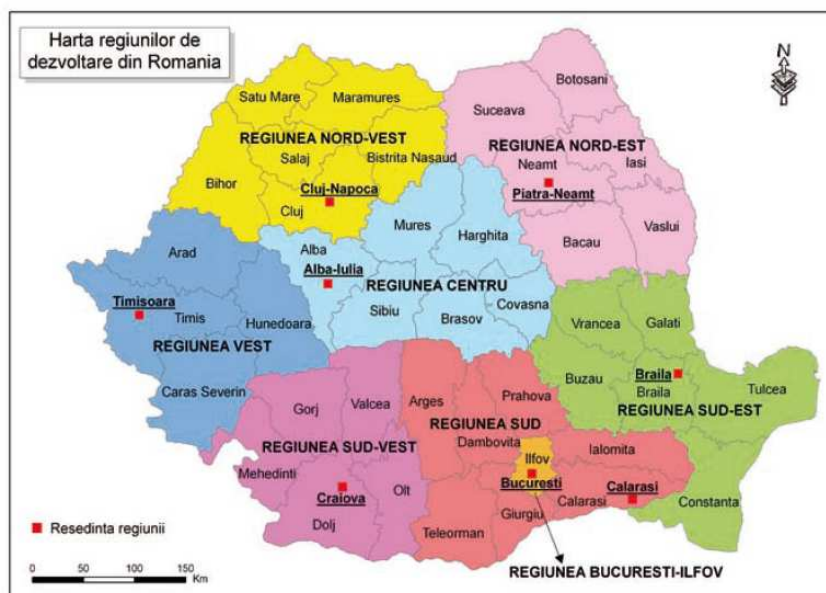 Harta regiunilor de
dezvoltare din Romania
N
Satu Mare
Maramures
REGIUNEA NORD-VEST
Salaj
Bistrita Nasaud
Bihor
Cluj-Napoca
Cluj
Botosani
Suceava
REGIUNEA NORD-EST
Neamt
Iasi
Piatra-Neamt
Bacau
Vaslui
Mures
Harghita
Alba
Alba-Iulia
REGIUNEA CENTRU
Sibiu
Brasov
Covasna
Arad
Timisoara
Timis
Hunedoara
REGIUNEA VEST
Caras Severin
Vrancea
Galati
Buzau
Braila
Braila
Tulcea
REGIUNEA SUD-EST
Constanta
Gorj
Valcea
REGIUNEA SUD-VEST
Mehedinti
Craiova
Olt
Dolj
Arges
Prahova
REGIUNEA SUD
Dambovita
Ialomita
Ilfov
Bucuresti
Calarasi
Calarasi
Giurgiu
Teleorman
REGIUNEA BUCURESTI-ILFOV
Resedinta regiunii
0 50 100 150
Km